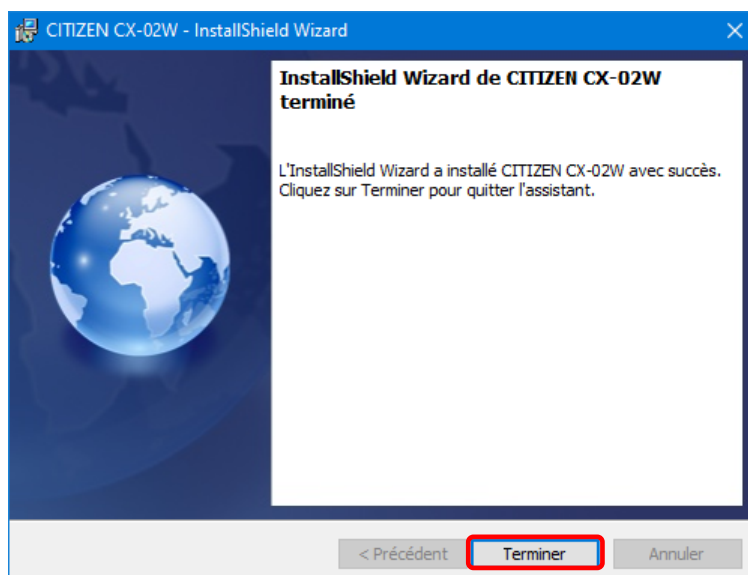 CITIZEN CX-02W - InstallShield Wizard
InstallShield Wizard de CITIZEN CX-02W
terminé
L'InstallShield Wizard a installé CITIZEN CX-02W avec succès.
Cliquez sur Terminer pour quitter l'assistant.
< Précédent
Terminer
Annuler